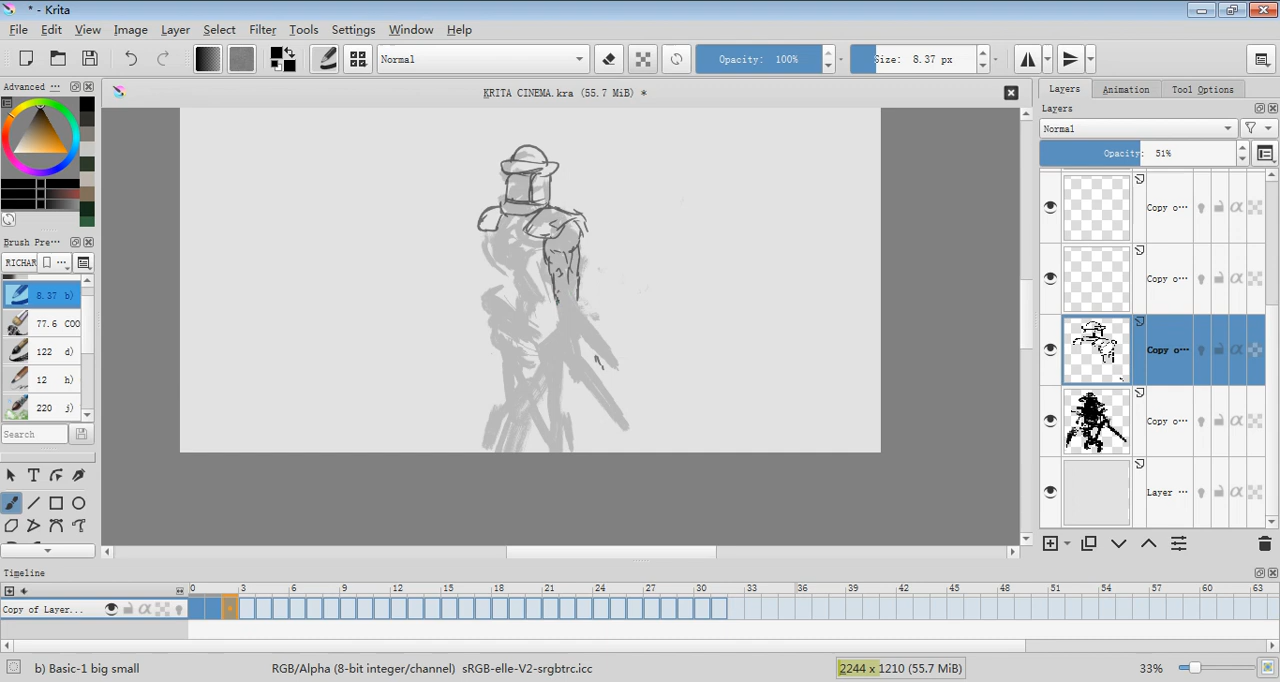 * - Krita
File Edit View Image Layer Select Filter Tools Settings Window Help
Normal Opacity: 100% Size: 8.37 px
Advanced ...
KRITA CINEMA.kra (55.7 MiB) *
Layers Animation Tool Options
Layers
Normal
Opacity: 51%
Copy o...
Copy o...
Copy o...
Copy o...
Layer ...
Brush Pre...
RICHAR
8.37 b)
77.6 COO
122 d)
12 h)
220 j)
Search
Timeline
0 3 6 9 12 15 18 21 24 27 30 33 36 39 42 45 48 51 54 57 60 63
Copy of Layer...
b) Basic-1 big small RGB/Alpha (8-bit integer/channel) sRGB-elle-V2-srgbtrc.icc 2244 x 1210 (55.7 MiB) 33%